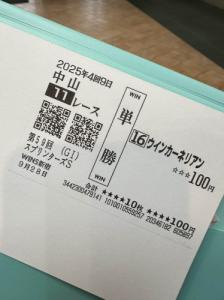 2025年4回9日
中山
11レース
WIN
単勝
WIN
16 ウインカーネリアン
☆☆☆100円
第59回 (GⅠ)
スプリンターズS
WINS新宿
9月28日
合計 ★★★★10枚 ★★★★100円